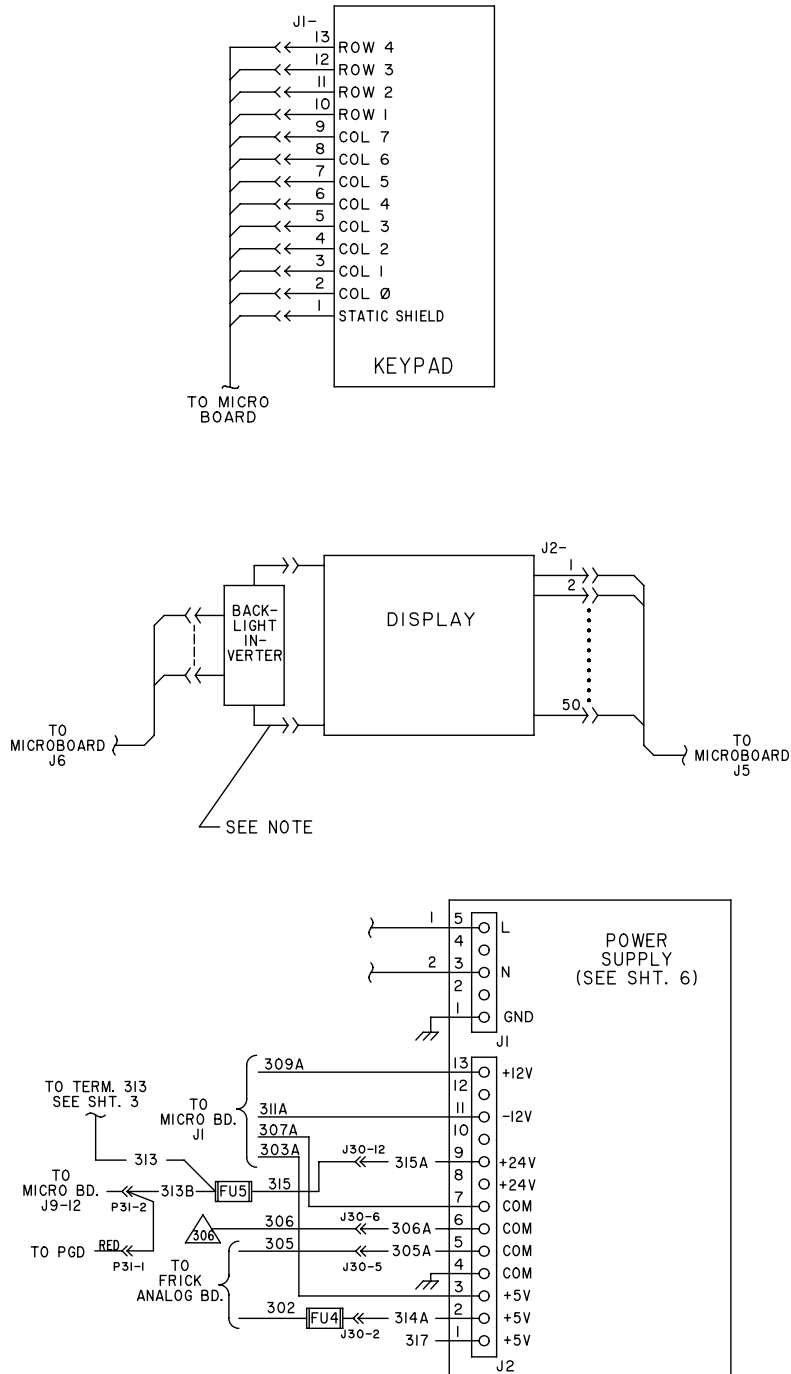 J1-
13 ROW 4
12 ROW 3
11 ROW 2
10 ROW 1
9 COL 7
8 COL 6
7 COL 5
6 COL 4
5 COL 3
4 COL 2
3 COL 1
2 COL Ø
1 STATIC SHIELD
KEYPAD
TO MICRO
BOARD
J2-
1
2
50
BACK-
LIGHT
IN-
VERTER
DISPLAY
TO
MICROBOARD
J6
TO
MICROBOARD
J5
SEE NOTE
POWER
SUPPLY
(SEE SHT. 6)
1 5 L
4
2 3 N
2
1 GND
J1
309A 13 +12V
12
311A 11 -12V
307A 10
303A
TO
MICRO BD.
J1
TO TERM. 313
SEE SHT. 3
313
J30-12 315A 9 +24V
8 +24V
TO
MICRO BD.
J9-12
P31-2
313B FU5 315
7 COM
306 306 J30-6 306A 6 COM
TO PGD RED P31-1
305 J30-5 305A 5 COM
4 COM
TO
FRICK
ANALOG BD.
3 +5V
302 FU4 J30-2 314A 2 +5V
317 1 +5V
J2